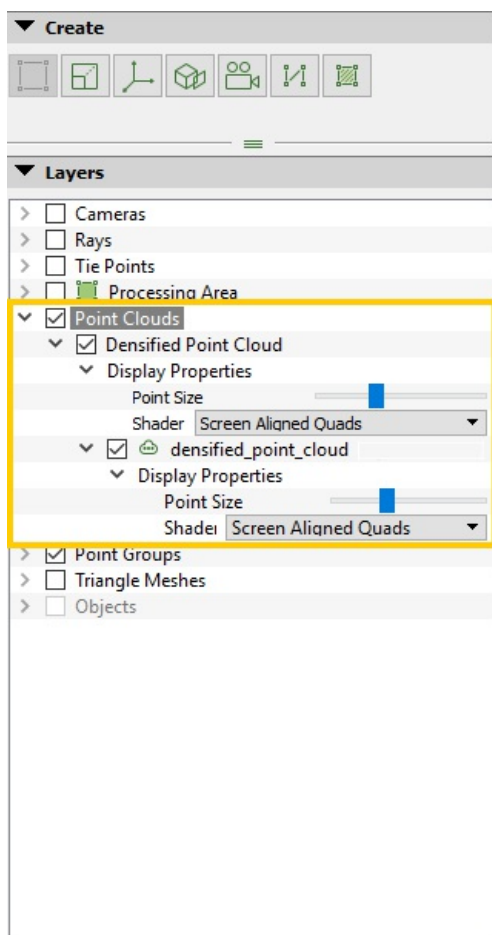 Create
Layers
Cameras
Rays
Tie Points
Processing Area
Point Clouds
Densified Point Cloud
Display Properties
Point Size
Shader Screen Aligned Quads
densified_point_cloud
Display Properties
Point Size
Shader Screen Aligned Quads
Point Groups
Triangle Meshes
Objects